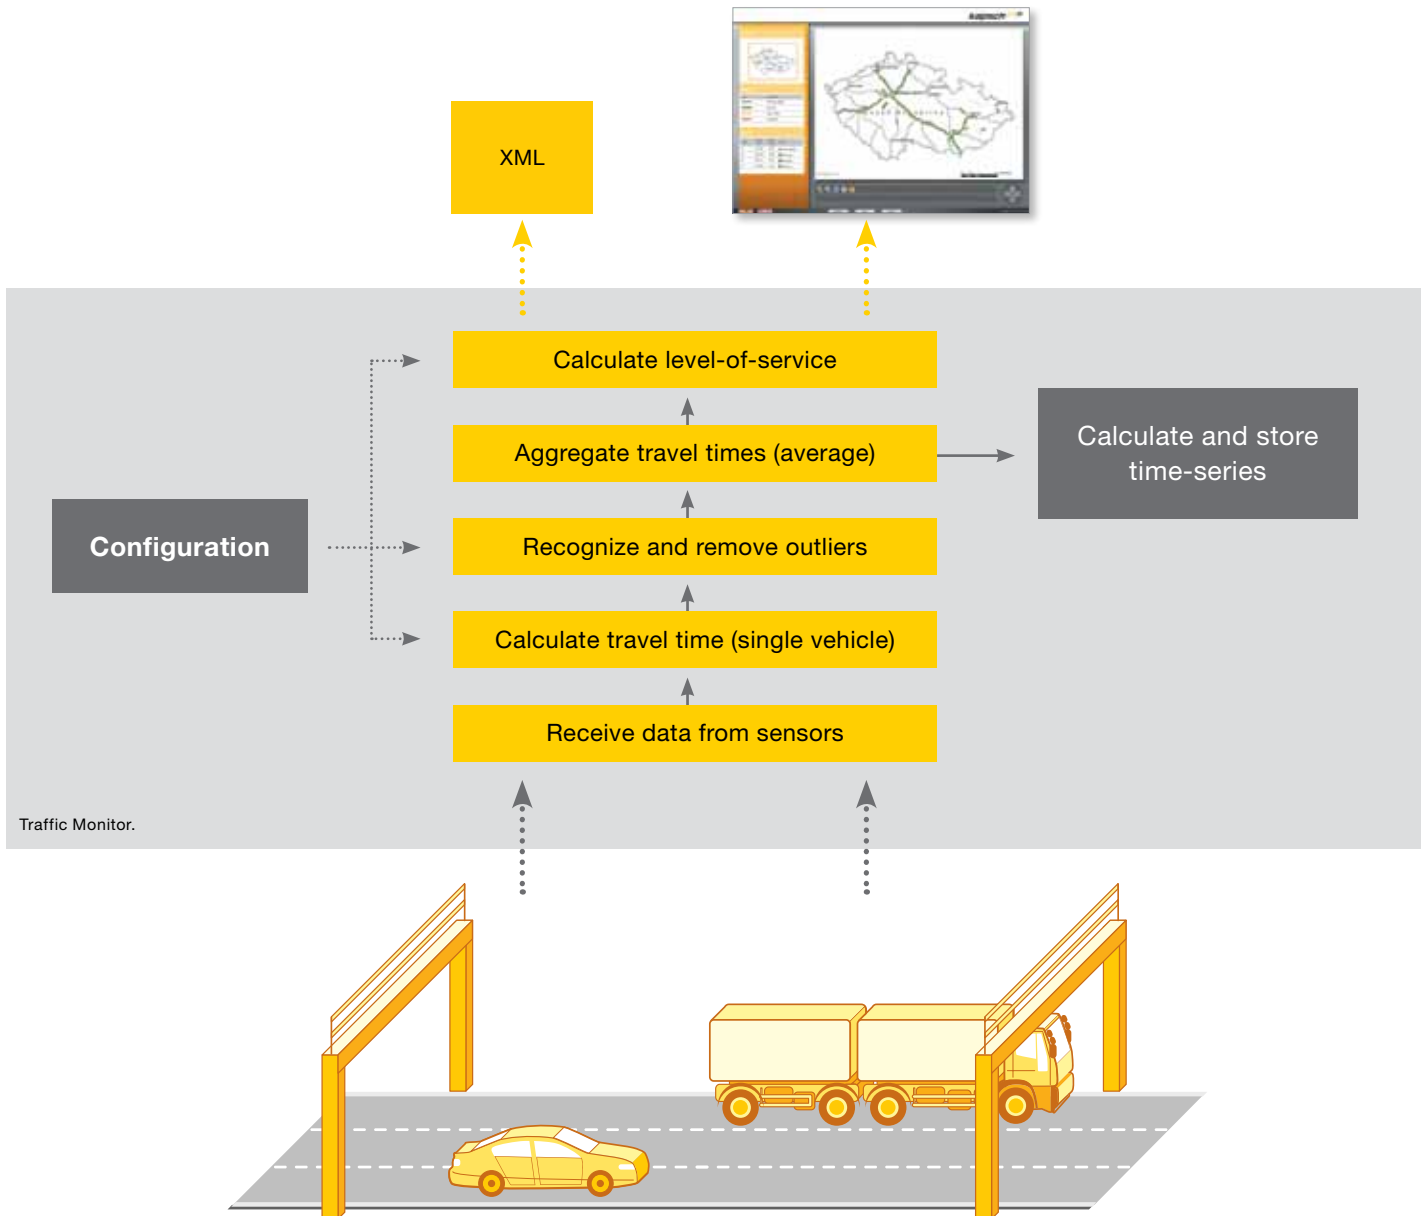 kapsch
XML
Calculate level-of-service
Aggregate travel times (average)
Calculate and store
time-series
Configuration
Recognize and remove outliers
Calculate travel time (single vehicle)
Receive data from sensors
Traffic Monitor.